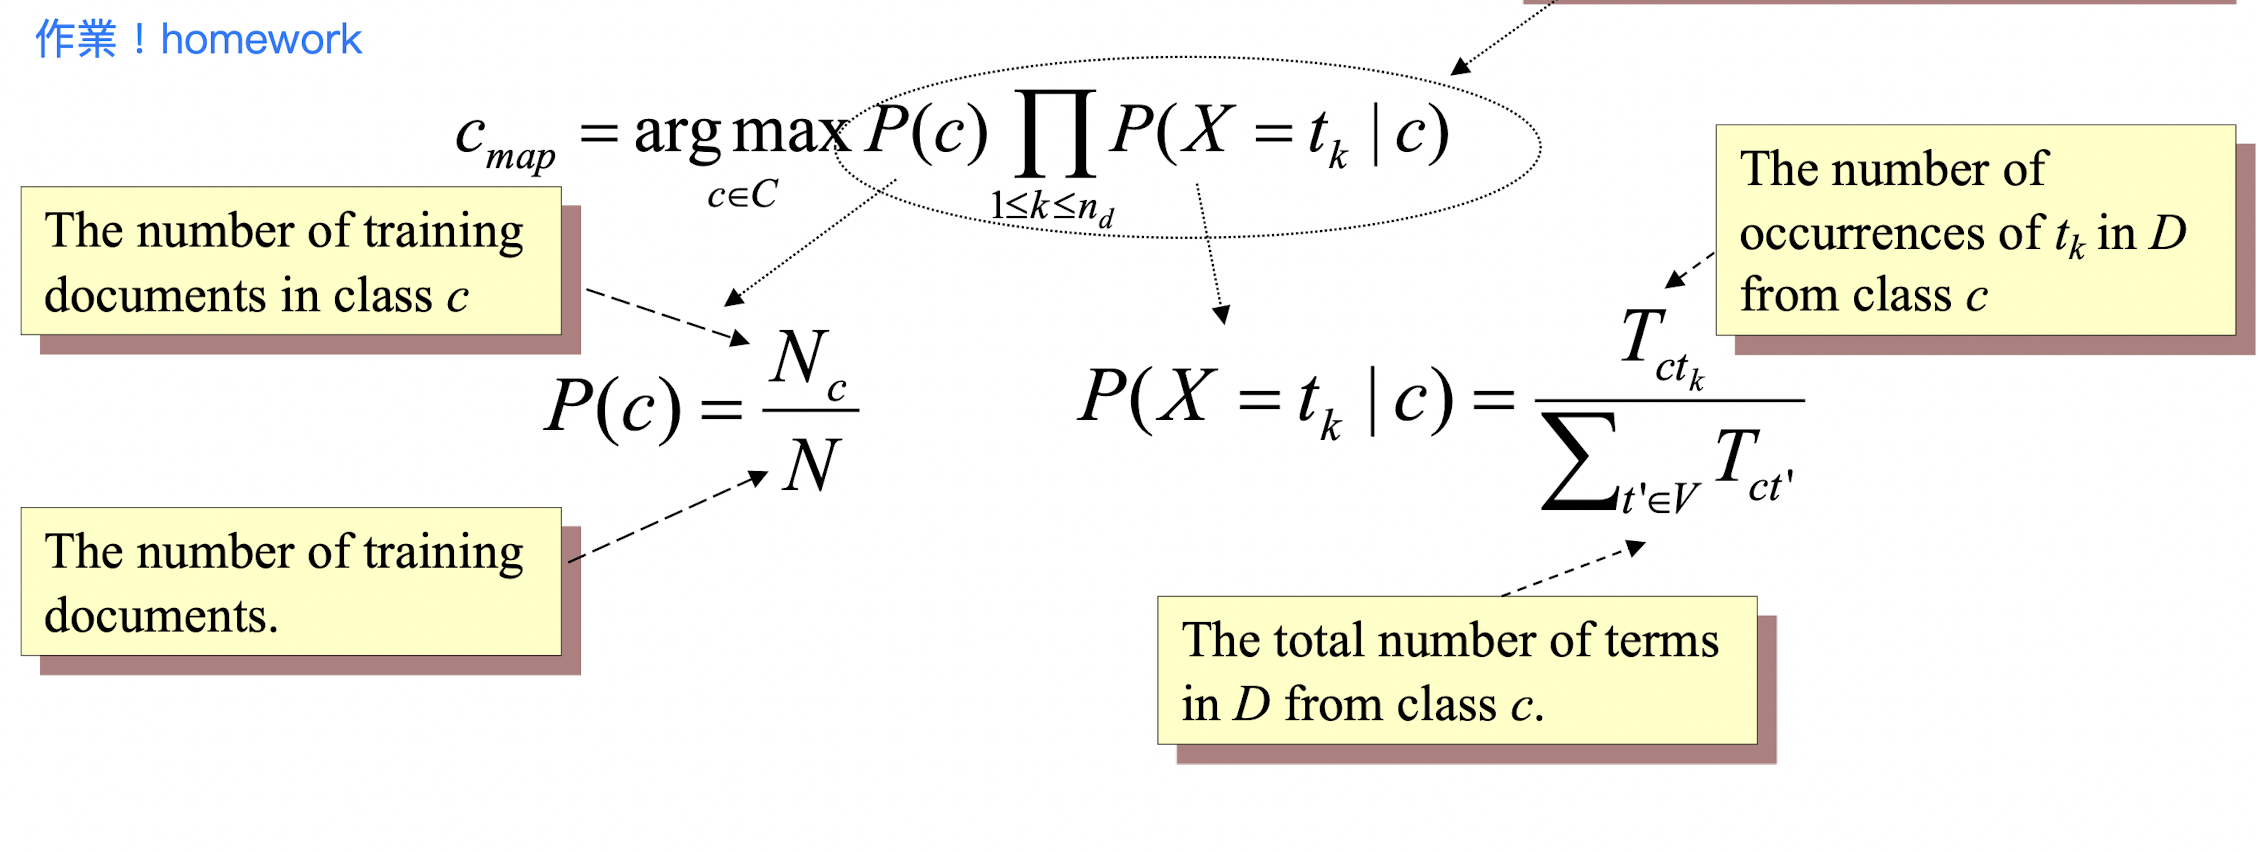 作業！homework
c_map = arg max_{c∈C} P(c) ∏_{1≤k≤n_d} P(X = t_k | c)
The number of training
documents in class c
The number of
occurrences of t_k in D
from class c
P(c) = N_c / N
P(X = t_k | c) = T_{ct_k} / ∑_{t'∈V} T_{ct'}
The number of training
documents.
The total number of terms
in D from class c.